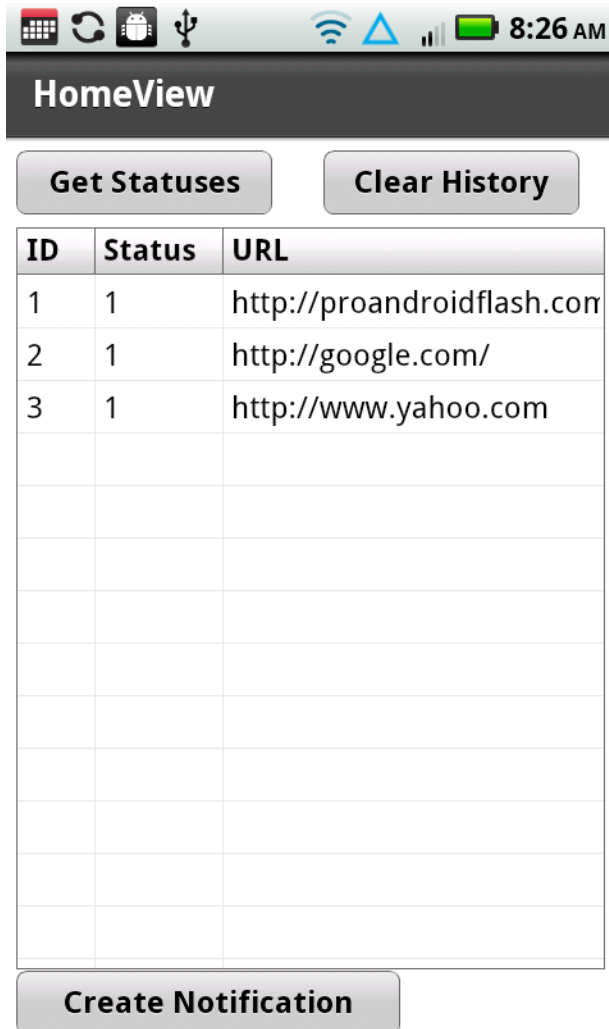 8:26 AM
HomeView
Get Statuses Clear History
ID Status URL
1 1 http://proandroidflash.com
2 1 http://google.com/
3 1 http://www.yahoo.com
Create Notification